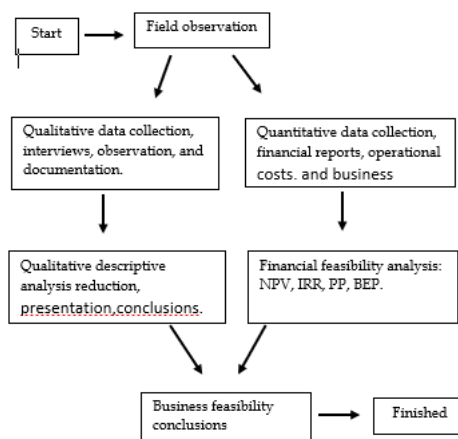 Start
Field observation
Qualitative data collection,
interviews, observation, and
documentation.
Quantitative data collection,
financial reports, operational
costs. and business
Qualitative descriptive
analysis reduction,
presentation,conclusions.
Financial feasibility analysis:
NPV, IRR, PP, BEP.
Business feasibility
conclusions
Finished